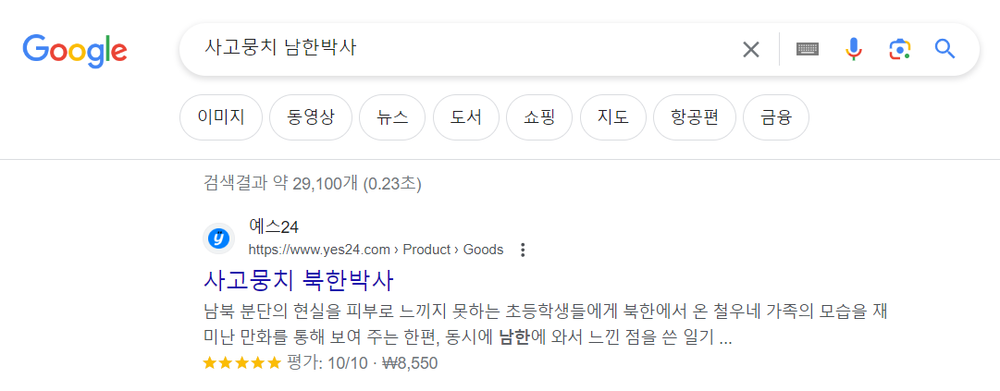 Google
사고뭉치 남한박사
이미지
동영상
뉴스
도서
쇼핑
지도
항공편
금융
검색결과 약 29,100개 (0.23초)
예스24
https://www.yes24.com › Product › Goods
사고뭉치 북한박사
남북 분단의 현실을 피부로 느끼지 못하는 초등학생들에게 북한에서 온 철우네 가족의 모습을 재
미난 만화를 통해 보여 주는 한편, 동시에 남한에 와서 느낀 점을 쓴 일기 ...
★★★★★ 평가: 10/10 · ₩8,550